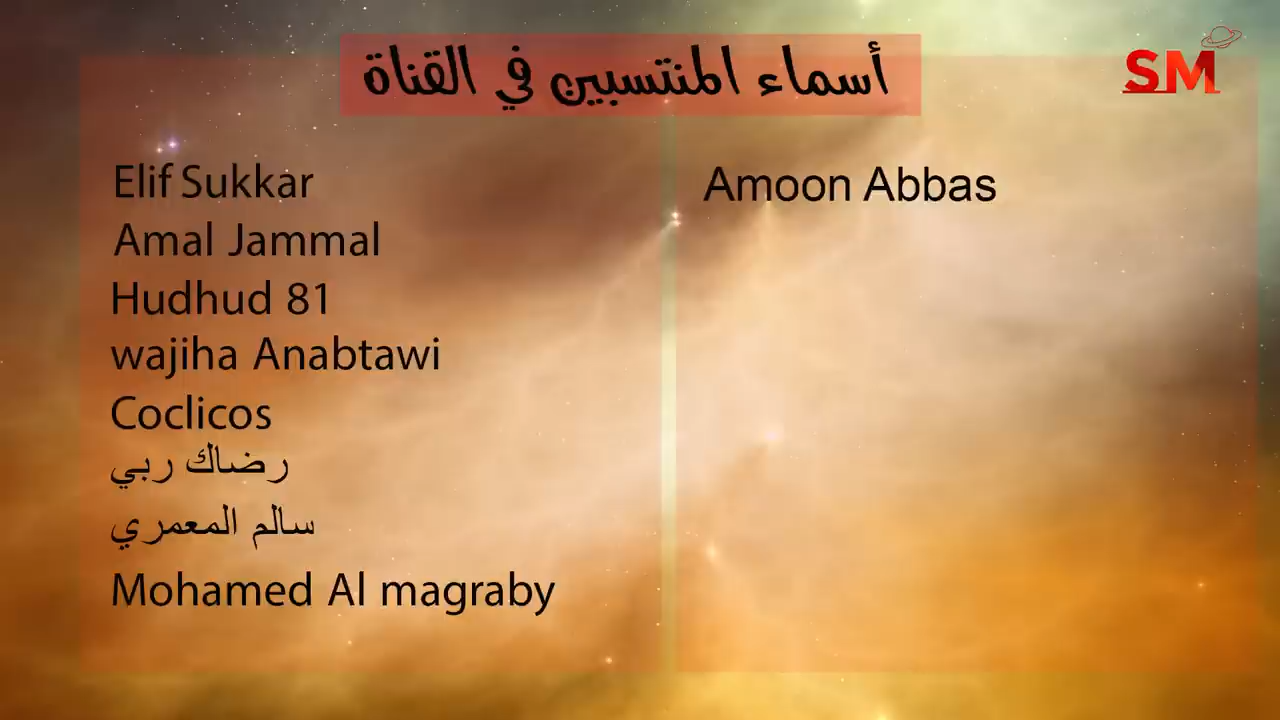 أسماء المنتسبين في القناة
SM
Elif Sukkar
Amal Jammal
Hudhud 81
wajiha Anabtawi
Coclicos
رضاك ربي
سالم المعمري
Mohamed Al magraby
Amoon Abbas